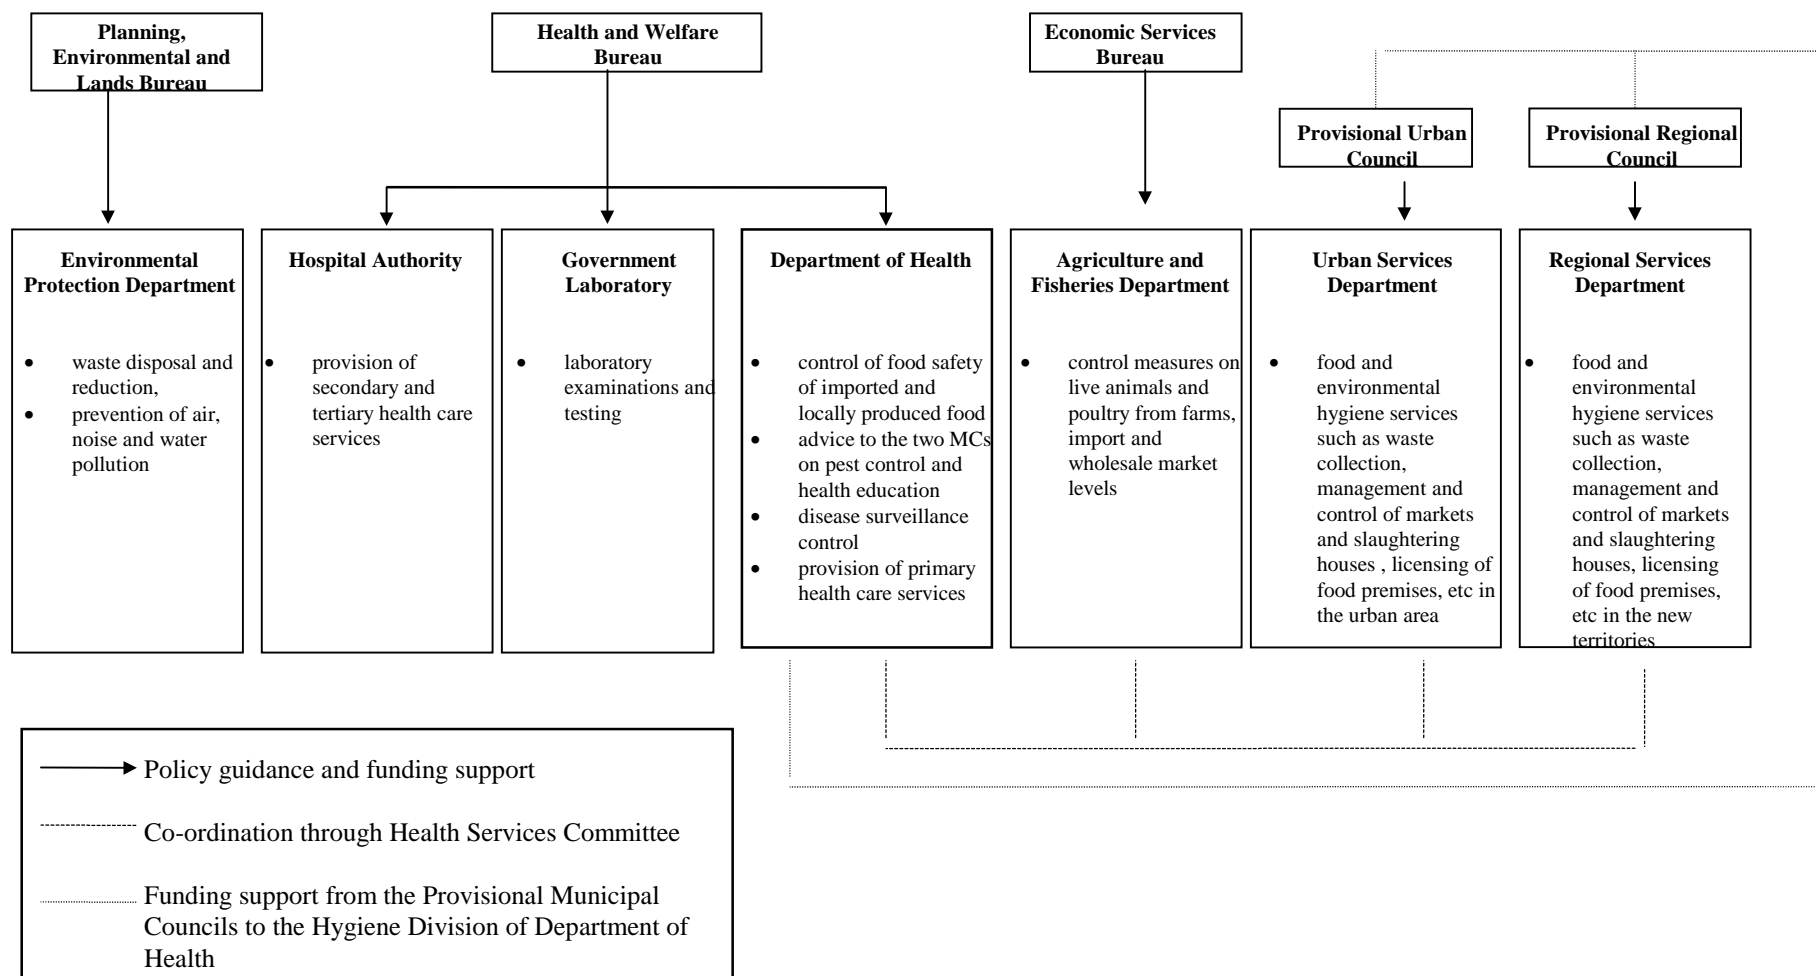 Planning,
Environmental and
Lands Bureau
Health and Welfare
Bureau
Economic Services
Bureau
Provisional Urban
Council
Provisional Regional
Council
Environmental
Protection Department
• waste disposal and
reduction,
• prevention of air,
noise and water
pollution
Hospital Authority
• provision of
secondary and
tertiary health care
services
Government
Laboratory
• laboratory
examinations and
testing
Department of Health
• control of food safety
of imported and
locally produced food
• advice to the two MCs
on pest control and
health education
• disease surveillance
control
• provision of primary
health care services
Agriculture and
Fisheries Department
• control measures on
live animals and
poultry from farms,
import and
wholesale market
levels
Urban Services
Department
• food and
environmental
hygiene services
such as waste
collection,
management and
control of markets
and slaughtering
houses , licensing of
food premises, etc in
the urban area
Regional Services
Department
• food and
environmental
hygiene services
such as waste
collection,
management and
control of markets
and slaughtering
houses, licensing
of food premises,
etc in the new
territories
Policy guidance and funding support
Co-ordination through Health Services Committee
Funding support from the Provisional Municipal
Councils to the Hygiene Division of Department of
Health